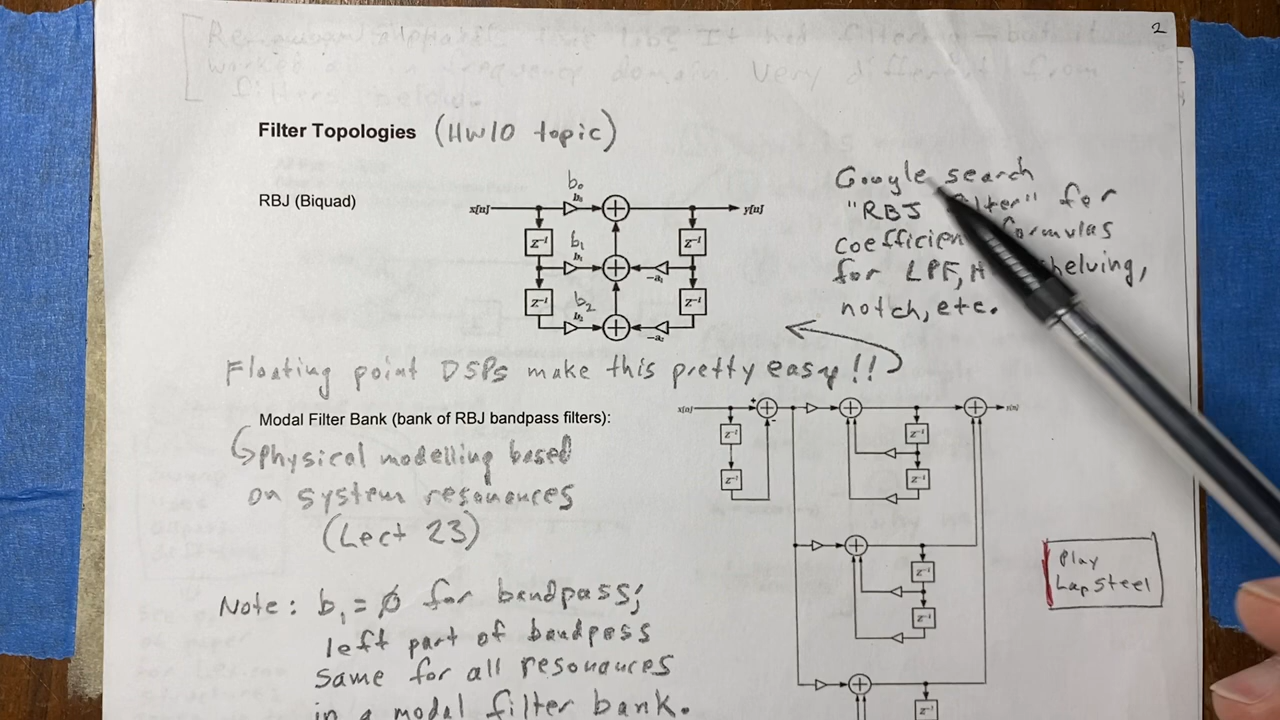 2
Filter Topologies (HW10 topic)
RBJ (Biquad)
x[n]
b₀
b₀
y[n]
z⁻¹
b₁
b₁
z⁻¹
−a₁
z⁻¹
b₂
b₂
z⁻¹
−a₂
Google search
"RBJ filter" for
formulas
for LPF,
notch, etc.
Floating point DSPs make this pretty easy!!
Modal Filter Bank (bank of RBJ bandpass filters):
Physical modelling based
on system resonances
(Lect 23)
x[n]
+
-
y[n]
z⁻¹
z⁻¹
z⁻¹
z⁻¹
z⁻¹
z⁻¹
z⁻¹
Play
Lap Steel
Note: b₁ = 0 for bandpass;
left part of bandpass
same for all resonances
in a modal filter bank.